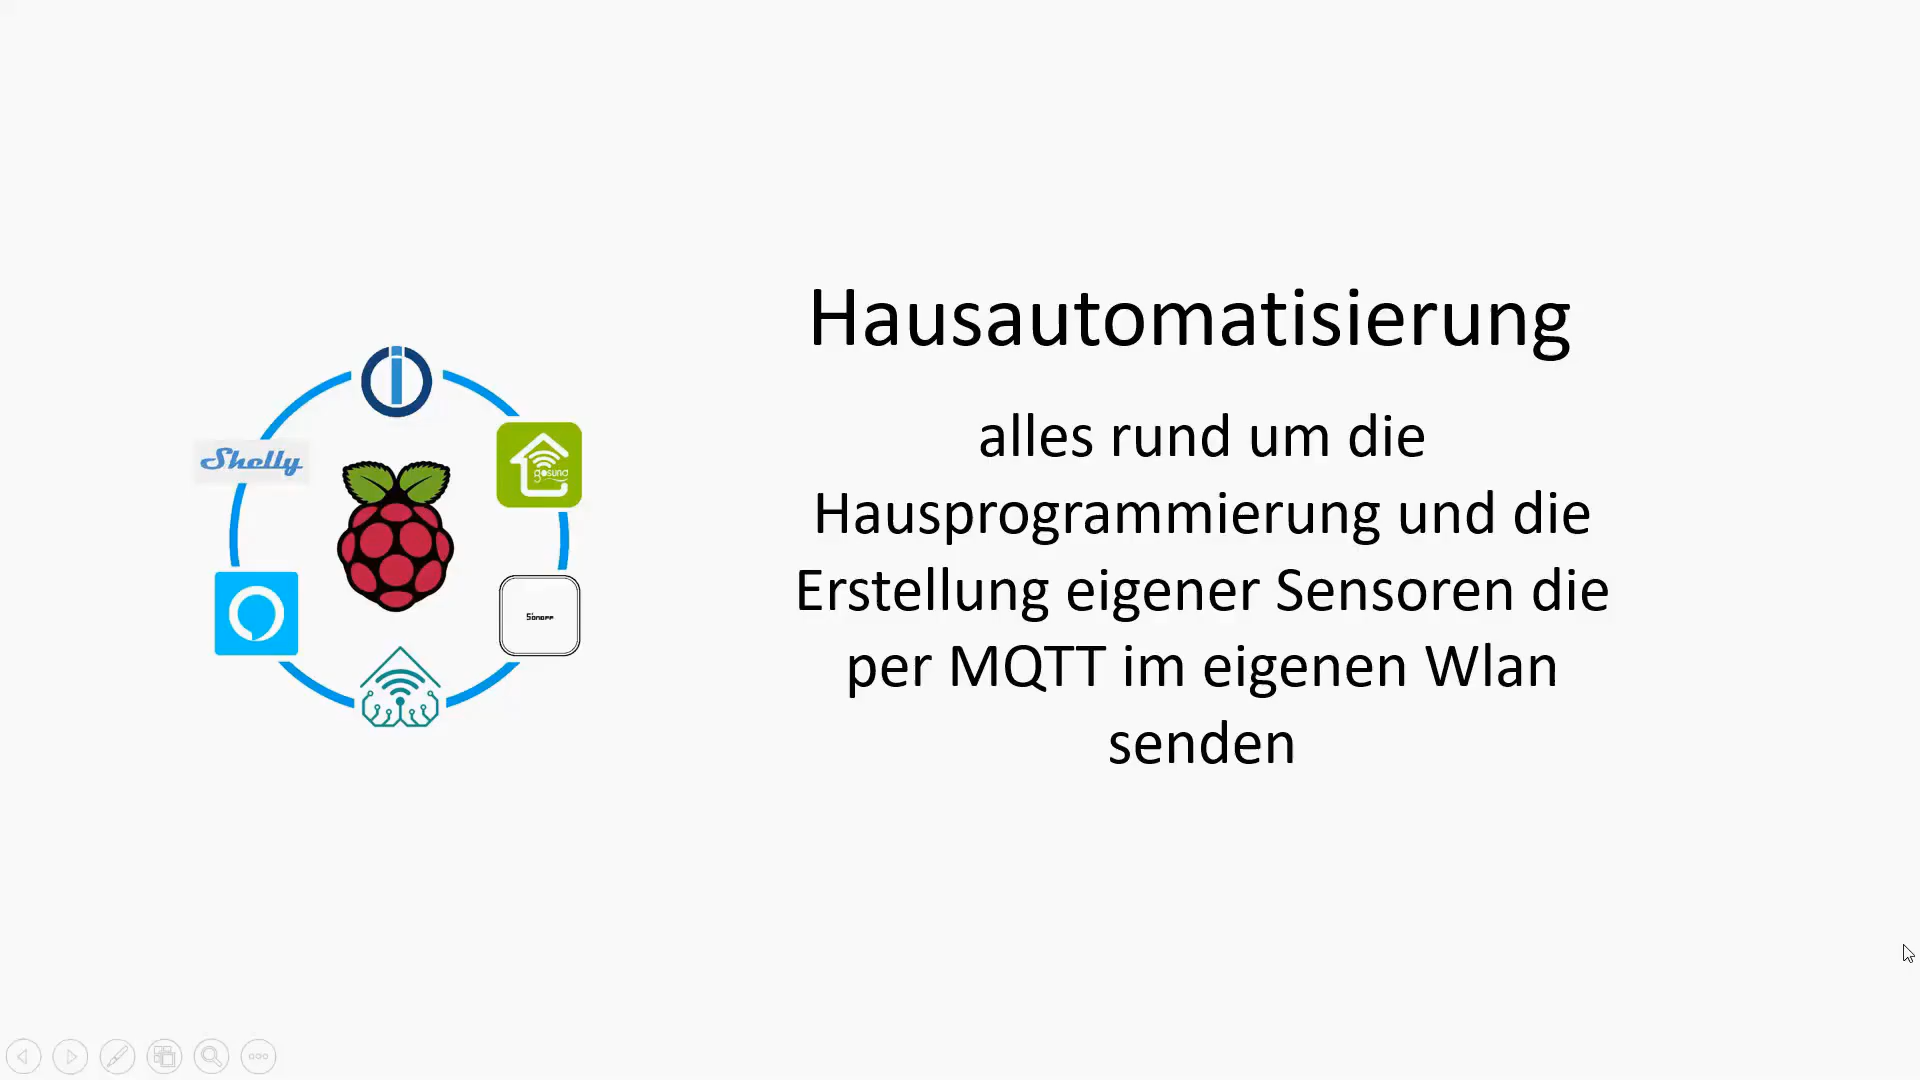 Hausautomatisierung
alles rund um die
Hausprogrammierung und die
Erstellung eigener Sensoren die
per MQTT im eigenen Wlan
senden
Shelly
gosund
SONOFF